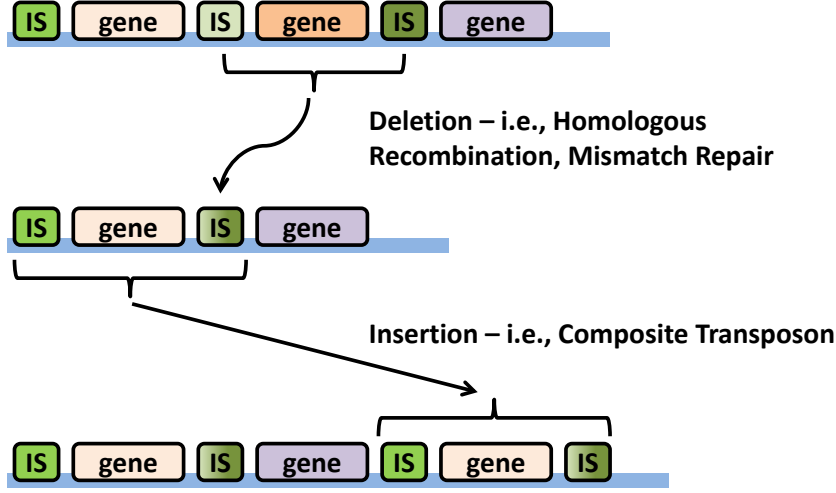 IS gene IS gene IS gene
Deletion – i.e., Homologous
Recombination, Mismatch Repair
IS gene IS gene
Insertion – i.e., Composite Transposon
IS gene IS gene IS gene IS